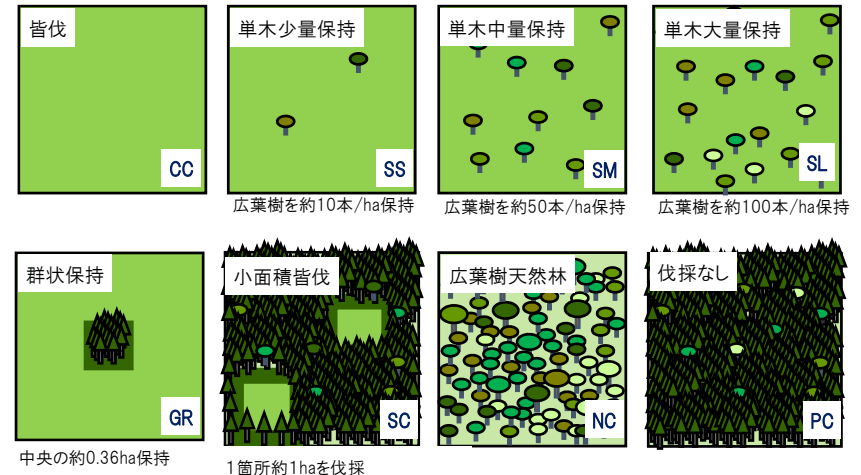 皆伐
CC
単木少量保持
SS
広葉樹を約10本/ha保持
単木中量保持
SM
広葉樹を約50本/ha保持
単木大量保持
SL
広葉樹を約100本/ha保持
群状保持
GR
中央の約0.36ha保持
小面積皆伐
SC
1箇所約1haを伐採
広葉樹天然林
NC
伐採なし
PC